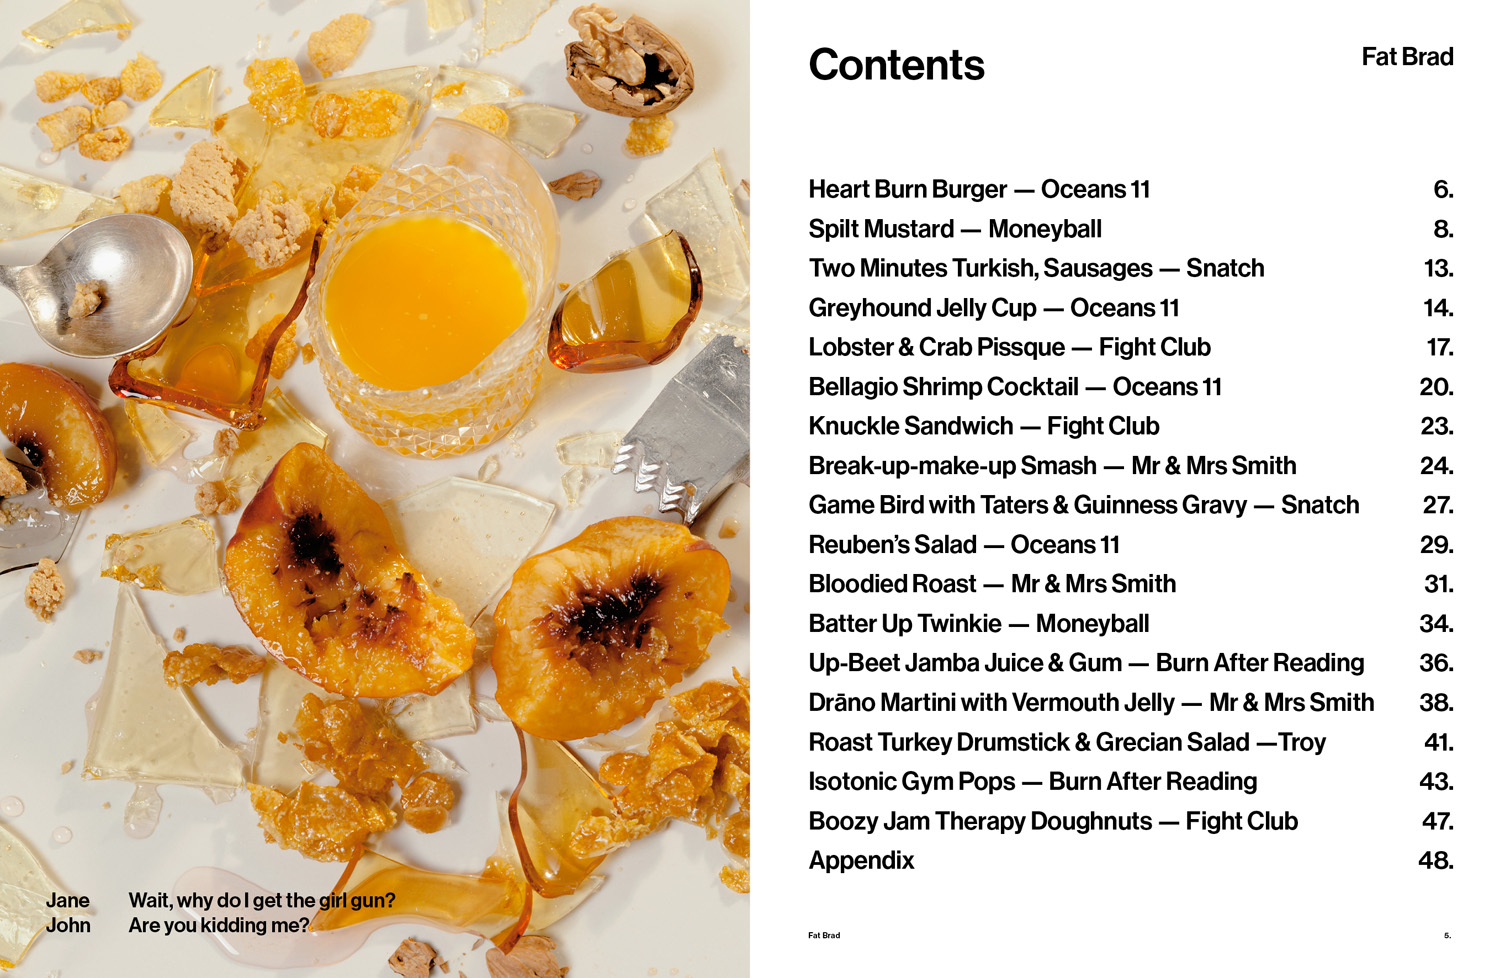 Jane Wait, why do I get the girl gun?
John Are you kidding me?
Contents
Fat Brad
Heart Burn Burger — Oceans 11 6.
Spilt Mustard — Moneyball 8.
Two Minutes Turkish, Sausages — Snatch 13.
Greyhound Jelly Cup — Oceans 11 14.
Lobster & Crab Pissque — Fight Club 17.
Bellagio Shrimp Cocktail — Oceans 11 20.
Knuckle Sandwich — Fight Club 23.
Break-up-make-up Smash — Mr & Mrs Smith 24.
Game Bird with Taters & Guinness Gravy — Snatch 27.
Reuben’s Salad — Oceans 11 29.
Bloodied Roast — Mr & Mrs Smith 31.
Batter Up Twinkie — Moneyball 34.
Up-Beet Jamba Juice & Gum — Burn After Reading 36.
Drāno Martini with Vermouth Jelly — Mr & Mrs Smith 38.
Roast Turkey Drumstick & Grecian Salad —Troy 41.
Isotonic Gym Pops — Burn After Reading 43.
Boozy Jam Therapy Doughnuts — Fight Club 47.
Appendix 48.
Fat Brad 5.